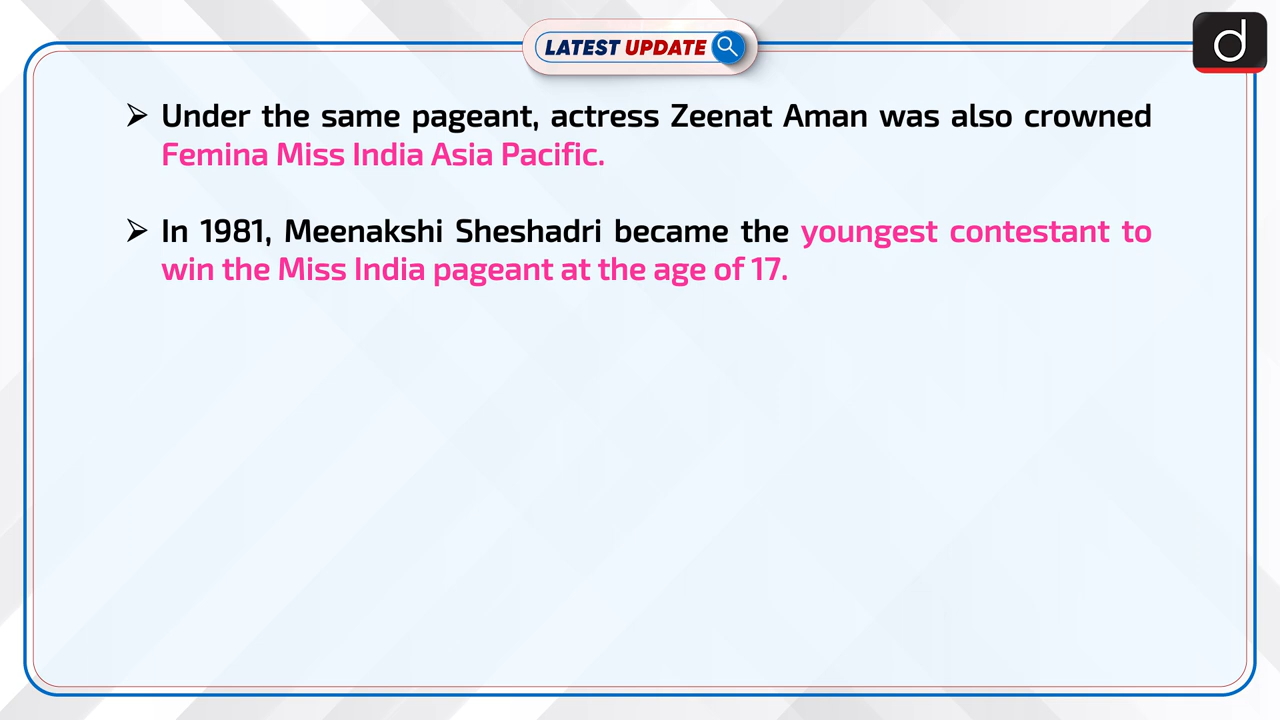 LATEST UPDATE
d
➢ Under the same pageant, actress Zeenat Aman was also crowned
Femina Miss India Asia Pacific.
➢ In 1981, Meenakshi Sheshadri became the youngest contestant to
win the Miss India pageant at the age of 17.